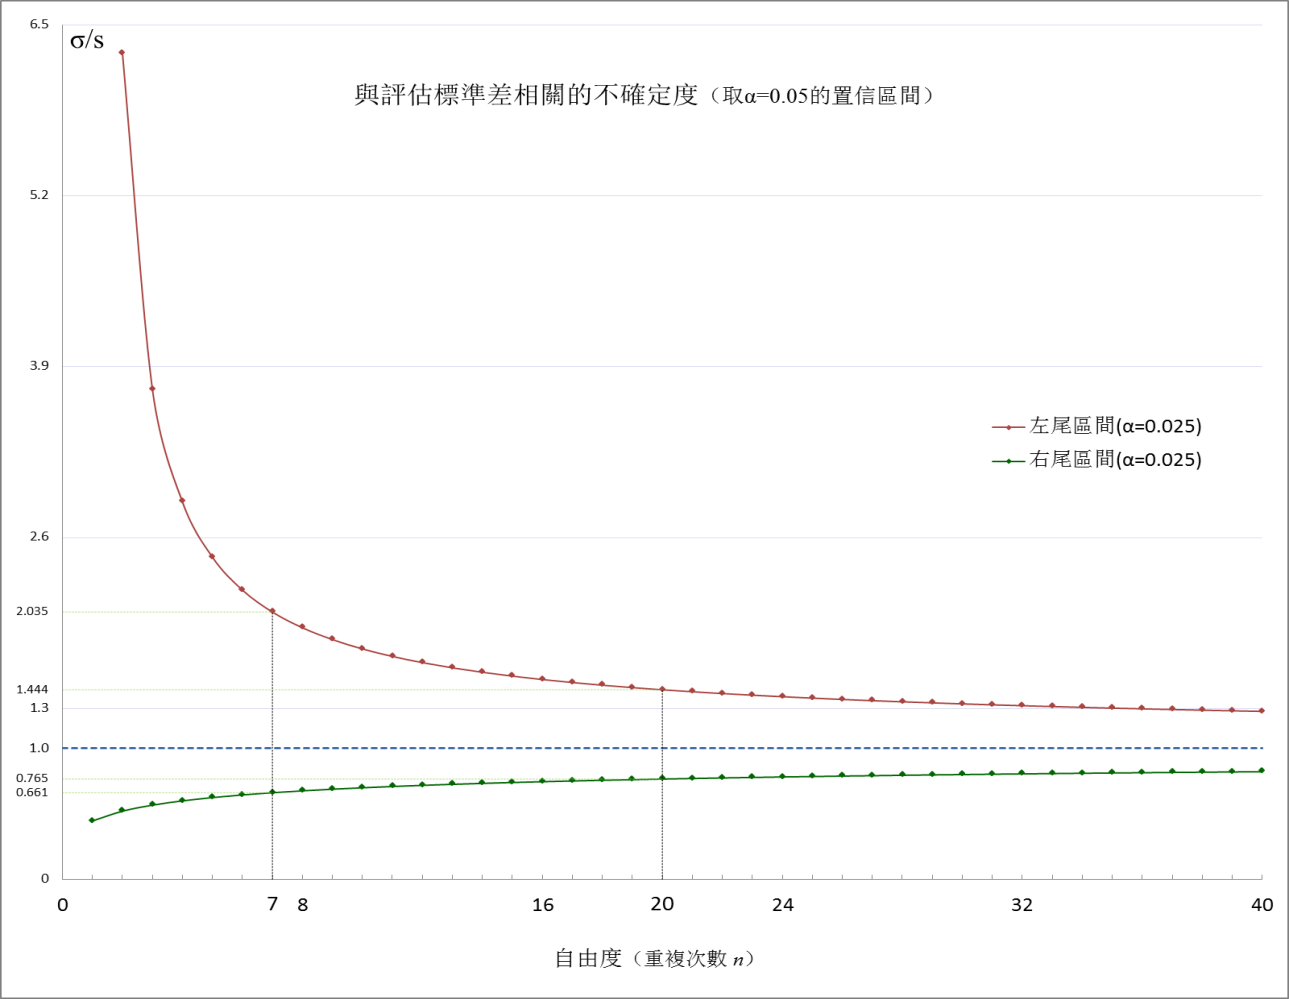 6.5
σ/s
與評估標準差相關的不確定度（取α=0.05的置信區間）
5.2
3.9
左尾區間(α=0.025)
右尾區間(α=0.025)
2.6
2.035
1.444
1.3
1.0
0.765
0.661
0
0 7 8 16 20 24 32 40
自由度（重複次數 n）